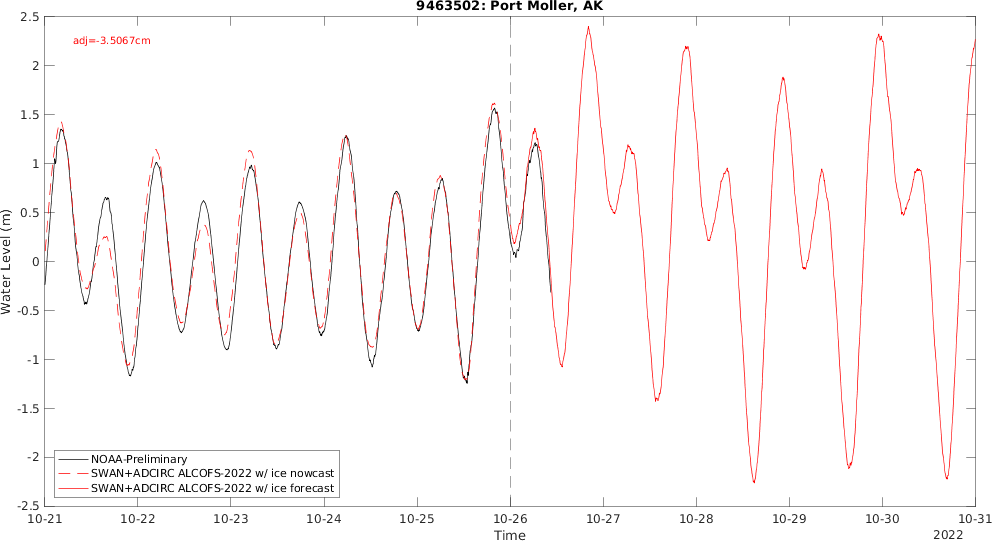 9463502: Port Moller, AK
adj=-3.5067cm
2.5
2
1.5
1
0.5
0
-0.5
-1
-1.5
-2
-2.5
Water Level (m)
NOAA-Preliminary
SWAN+ADCIRC ALCOFS-2022 w/ ice nowcast
SWAN+ADCIRC ALCOFS-2022 w/ ice forecast
10-21 10-22 10-23 10-24 10-25 10-26 10-27 10-28 10-29 10-30 10-31
Time
2022